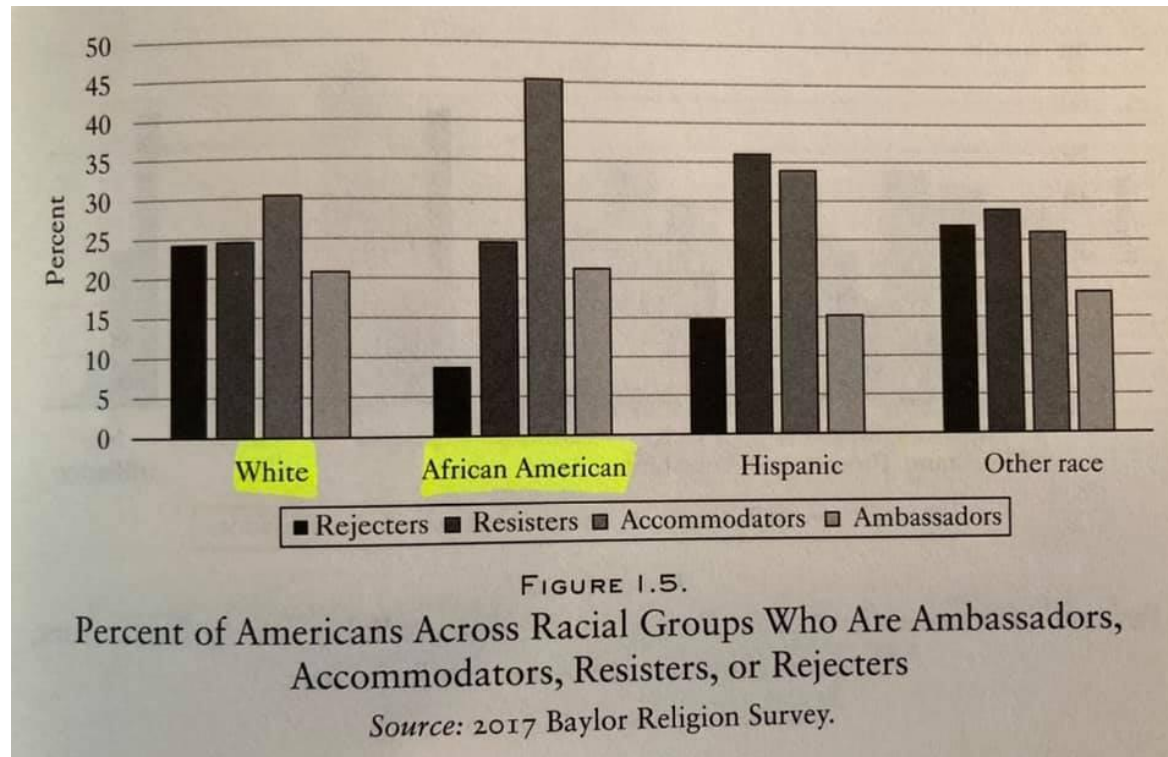 50
45
40
35
30
25
20
15
10
5
0
Percent
White African American Hispanic Other race
■ Rejecters ■ Resisters ■ Accommodators ■ Ambassadors
FIGURE 1.5.
Percent of Americans Across Racial Groups Who Are Ambassadors,
Accommodators, Resisters, or Rejecters
Source: 2017 Baylor Religion Survey.